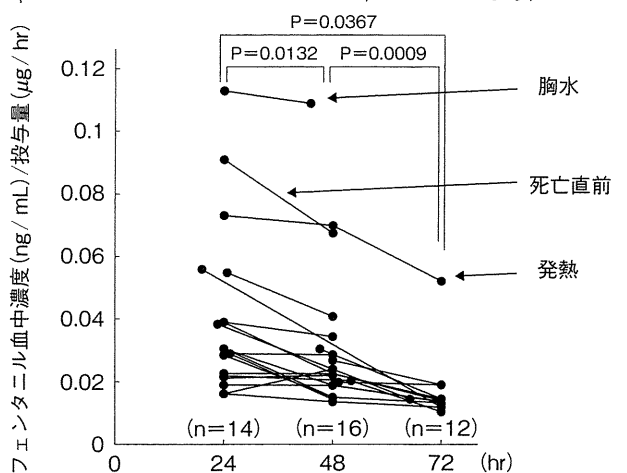 P=0.0367
P=0.0132
P=0.0009
フェンタニル血中濃度(ng/mL)/投与量(μg/hr)
0.12
0.1
0.08
0.06
0.04
0.02
0
胸水
死亡直前
発熱
(n=14)
(n=16)
(n=12)
0
24
48
72
(hr)